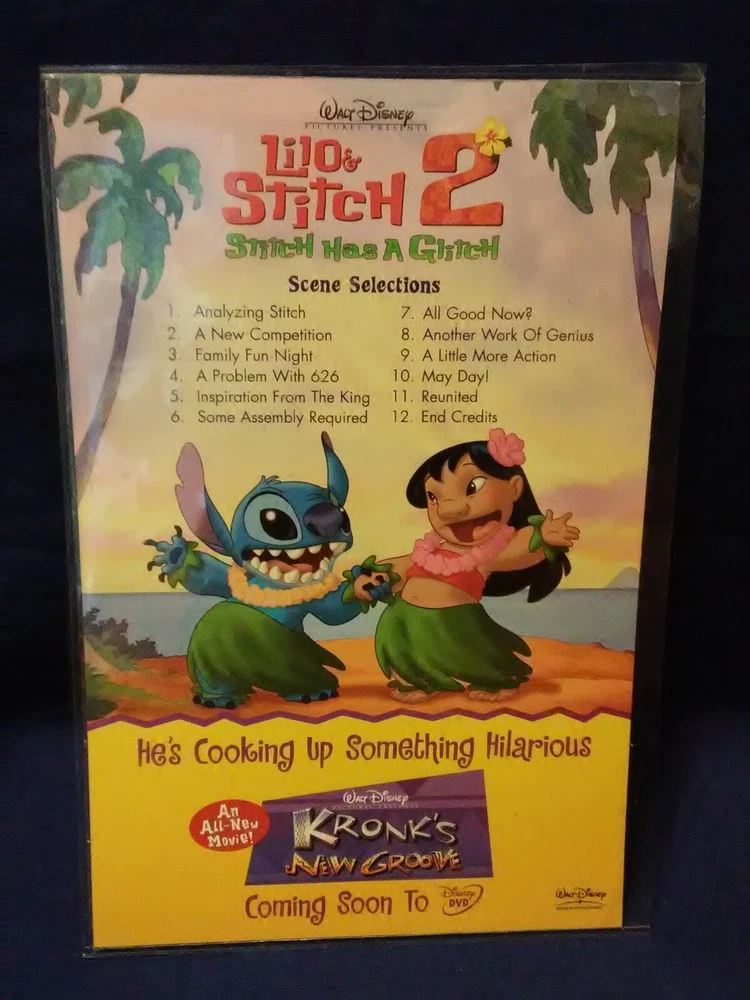 Walt Disney
PICTURES PRESENTS
Lilo &
Stitch 2
Stitch Has A Glitch
Scene Selections
1. Analyzing Stitch
2. A New Competition
3. Family Fun Night
4. A Problem With 626
5. Inspiration From The King
6. Some Assembly Required
7. All Good Now?
8. Another Work Of Genius
9. A Little More Action
10. May Day!
11. Reunited
12. End Credits
He's Cooking Up Something Hilarious
An
All-New
Movie!
Walt Disney
PICTURES PRESENTS
KRONK'S
NEW GROOVE
Coming Soon To Disney DVD
Walt Disney